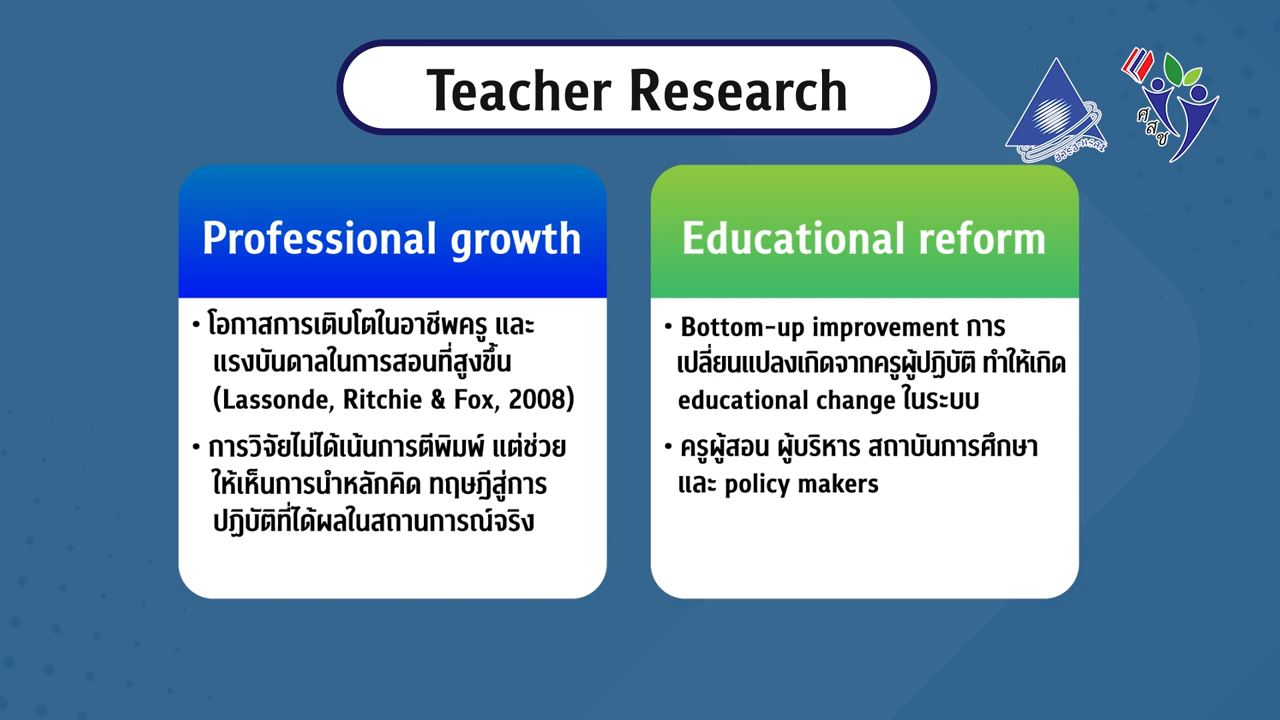 Teacher Research
ศสช
Professional growth
• โอกาสการเติบโตในอาชีพครู และ
แรงบันดาลในการสอนที่สูงขึ้น
(Lassonde, Ritchie & Fox, 2008)
• การวิจัยไม่ได้เน้นการตีพิมพ์ แต่ช่วย
ให้เห็นการนำหลักคิด ทฤษฎีสู่การ
ปฏิบัติที่ได้ผลในสถานการณ์จริง
Educational reform
• Bottom-up improvement การ
เปลี่ยนแปลงเกิดจากครูผู้ปฏิบัติ ทำให้เกิด
educational change ในระบบ
• ครูผู้สอน ผู้บริหาร สถาบันการศึกษา
และ policy makers